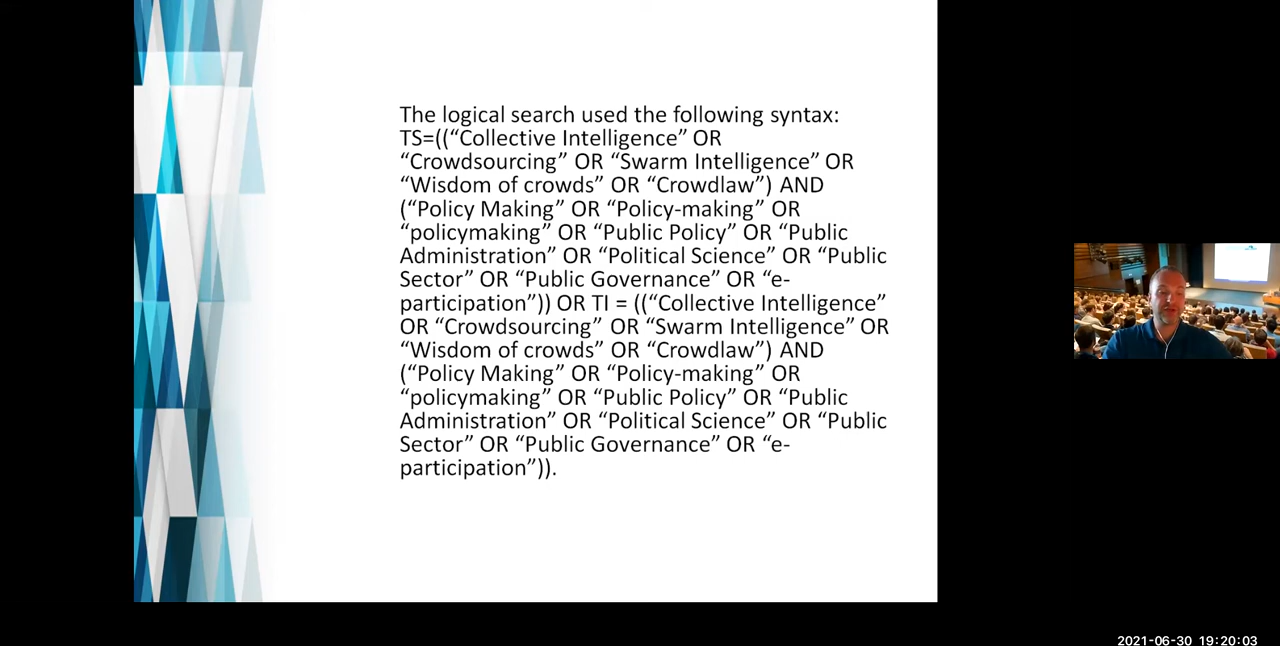 The logical search used the following syntax:
TS=((“Collective Intelligence” OR
“Crowdsourcing” OR “Swarm Intelligence” OR
“Wisdom of crowds” OR “Crowdlaw”) AND
(“Policy Making” OR “Policy-making” OR
“policymaking” OR “Public Policy” OR “Public
Administration” OR “Political Science” OR “Public
Sector” OR “Public Governance” OR “e-
participation”)) OR TI = ((“Collective Intelligence”
OR “Crowdsourcing” OR “Swarm Intelligence” OR
“Wisdom of crowds” OR “Crowdlaw”) AND
(“Policy Making” OR “Policy-making” OR
“policymaking” OR “Public Policy” OR “Public
Administration” OR “Political Science” OR “Public
Sector” OR “Public Governance” OR “e-
participation”)).
2021-06-30 19:20:03